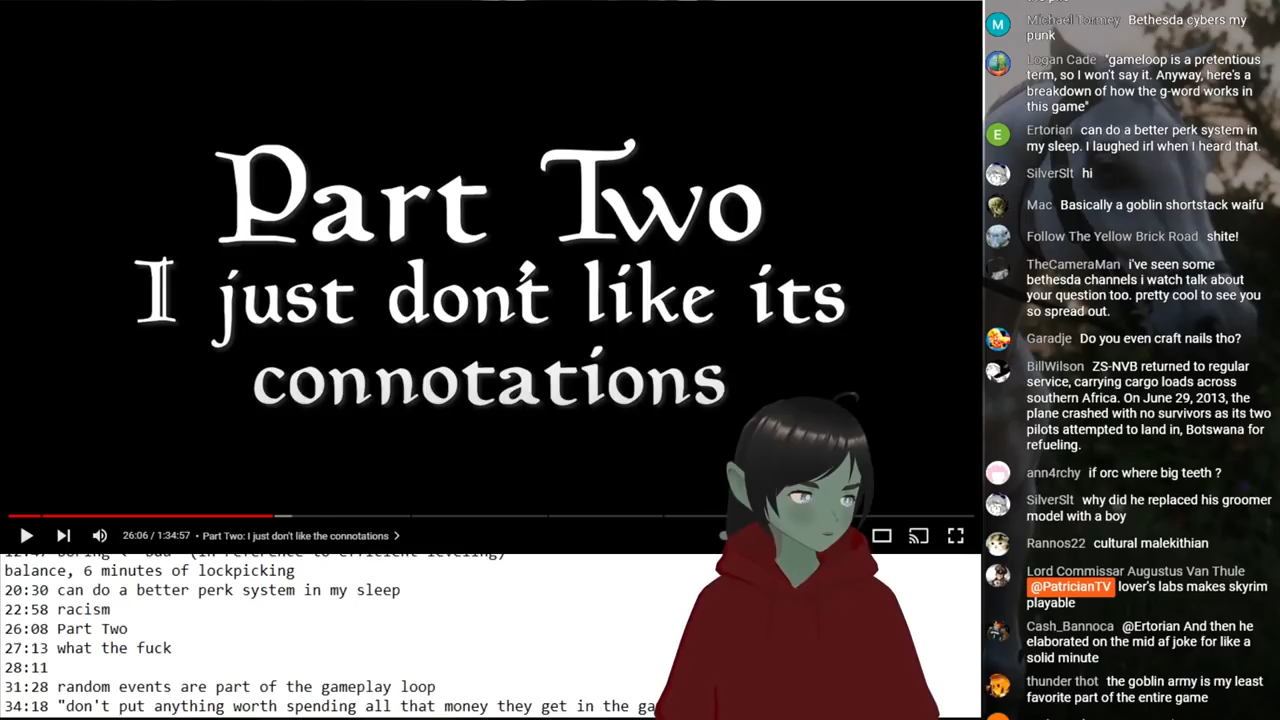 Part Two
I just don't like its
connotations
26:06 / 1:34:57 • Part Two: I just don't like the connotations
balance, 6 minutes of lockpicking
20:30 can do a better perk system in my sleep
22:58 racism
26:08 Part Two
27:13 what the fuck
28:11
31:28 random events are part of the gameplay loop
34:18 "don't put anything worth spending all that money they get in the ga
M
Michael Tormey Bethesda cybers my
punk
Logan Cade "gameloop is a pretentious
term, so I won't say it. Anyway, here's a
breakdown of how the g-word works in
this game"
E
Ertorian can do a better perk system in
my sleep. I laughed irl when I heard that.
SilverSlt hi
Mac Basically a goblin shortstack waifu
Follow The Yellow Brick Road shite!
TheCameraMan i've seen some
bethesda channels i watch talk about
your question too. pretty cool to see you
so spread out.
Garadje Do you even craft nails tho?
BillWilson ZS-NVB returned to regular
service, carrying cargo loads across
southern Africa. On June 29, 2013, the
plane crashed with no survivors as its two
pilots attempted to land in, Botswana for
refueling.
ann4rchy if orc where big teeth ?
SilverSlt why did he replaced his groomer
model with a boy
Rannos22 cultural malekithian
Lord Commissar Augustus Van Thule
@PatricianTV lover's labs makes skyrim
playable
Cash_Bannoca @Ertorian And then he
elaborated on the mid af joke for like a
solid minute
thunder thot the goblin army is my least
favorite part of the entire game